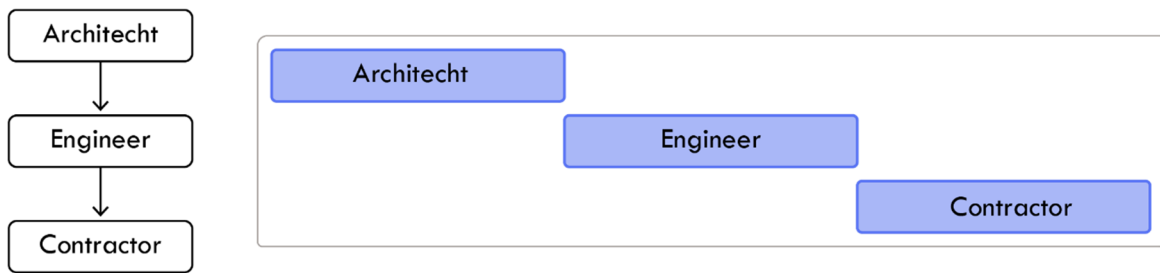 Architecht
Engineer
Contractor
Architecht
Engineer
Contractor